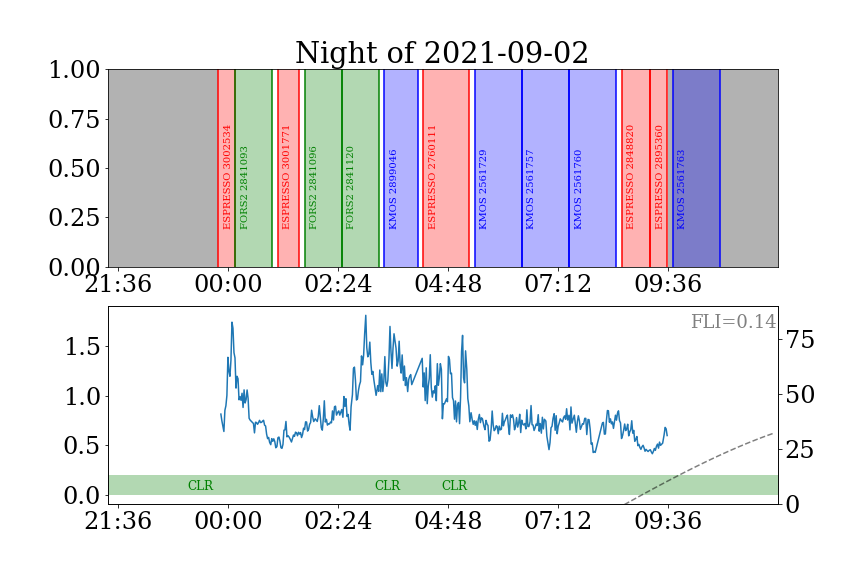 Night of 2021-09-02
1.00
0.75
0.50
0.25
0.00
ESPRESSO 3002534
FORS2 2841093
ESPRESSO 3001771
FORS2 2841096
FORS2 2841120
KMOS 2899046
ESPRESSO 2760111
KMOS 2561729
KMOS 2561757
KMOS 2561760
ESPRESSO 2848820
ESPRESSO 2895360
KMOS 2561763
21:36 00:00 02:24 04:48 07:12 09:36
FLI=0.14
1.5
1.0
0.5
0.0
75
50
25
0
CLR CLR CLR
21:36 00:00 02:24 04:48 07:12 09:36